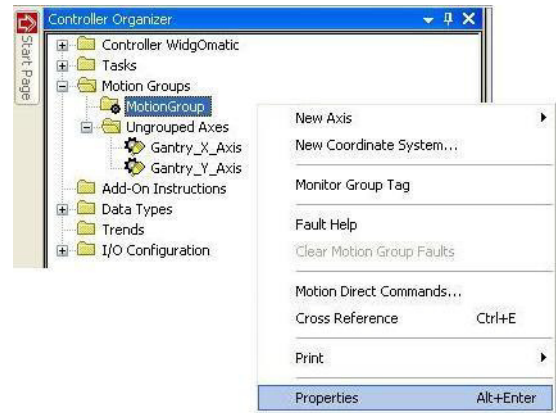 Controller Organizer
Start Page
Controller WidgOmatic
Tasks
Motion Groups
MotionGroup
Ungrouped Axes
Gantry_X_Axis
Gantry_Y_Axis
Add-On Instructions
Data Types
Trends
I/O Configuration
New Axis
New Coordinate System...
Monitor Group Tag
Fault Help
Clear Motion Group Faults
Motion Direct Commands...
Cross Reference Ctrl+E
Print
Properties Alt+Enter